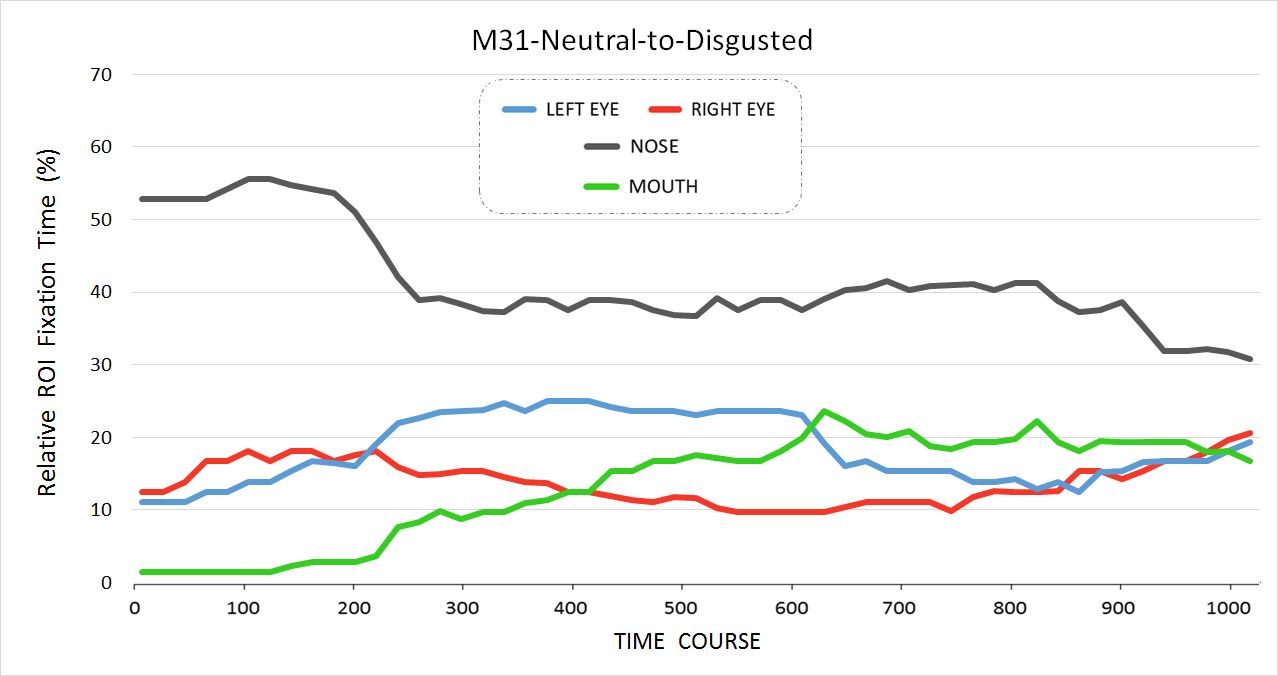 M31-Neutral-to-Disgusted
70
LEFT EYE RIGHT EYE
60
NOSE
MOUTH
50
40
30
20
10
0
Relative ROI Fixation Time (%)
0 100 200 300 400 500 600 700 800 900 1000
TIME COURSE